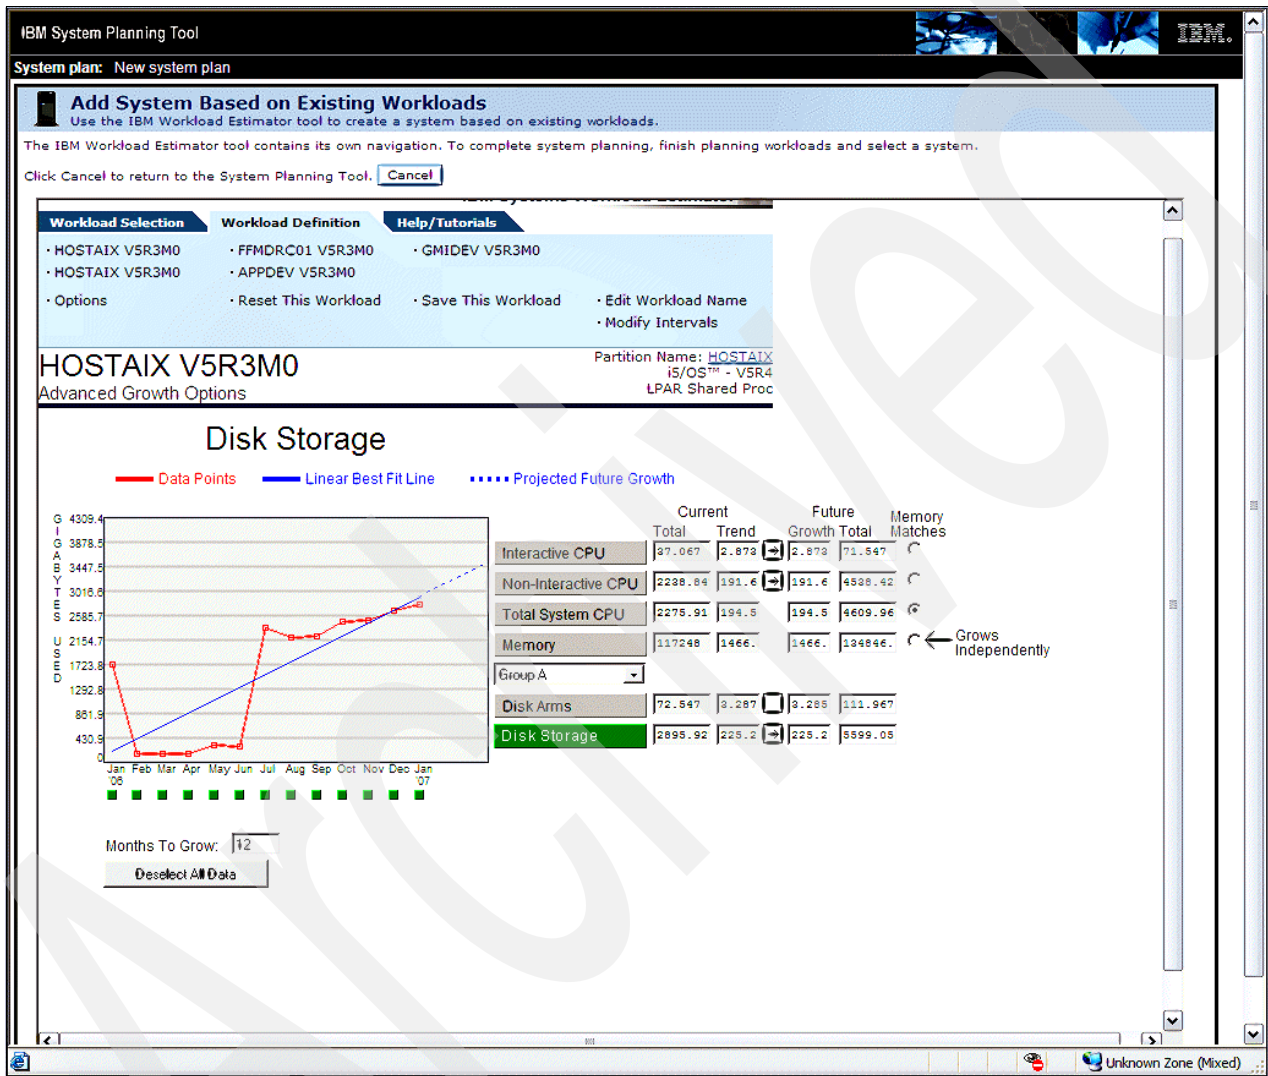 IBM System Planning Tool
IBM.
System plan: New system plan
Add System Based on Existing Workloads
Use the IBM Workload Estimator tool to create a system based on existing workloads.
The IBM Workload Estimator tool contains its own navigation. To complete system planning, finish planning workloads and select a system.
Click Cancel to return to the System Planning Tool. Cancel
Workload Selection Workload Definition Help/Tutorials
· HOSTAIX V5R3M0 · FFMDRC01 V5R3M0 · GMIDEV V5R3M0
· HOSTAIX V5R3M0 · APPDEV V5R3M0
· Options · Reset This Workload · Save This Workload · Edit Workload Name
· Modify Intervals
HOSTAIX V5R3M0
Advanced Growth Options
Partition Name: HOSTAIX
i5/OS™ - V5R4
LPAR Shared Proc
Disk Storage
Data Points Linear Best Fit Line Projected Future Growth
GIGABYTES USED
4309.4
3878.5
3447.5
3016.6
2585.7
2154.7
1723.8
1292.8
861.9
430.9
0
Jan Feb Mar Apr May Jun Jul Aug Sep Oct Nov Dec Jan
'06 '07
Months To Grow: 12
Deselect All Data
Current Future Memory
Total Trend Growth Total Matches
Interactive CPU 37.067 2.873 2.873 71.547
Non-Interactive CPU 2238.84 191.6 191.6 4538.42
Total System CPU 2275.91 194.5 194.5 4609.96
Memory 117248 1466. 1466. 134846.
Grows
Independently
Group A
Disk Arms 72.547 3.287 3.285 111.967
Disk Storage 2895.92 225.2 225.2 5599.05
Unknown Zone (Mixed)
Archived